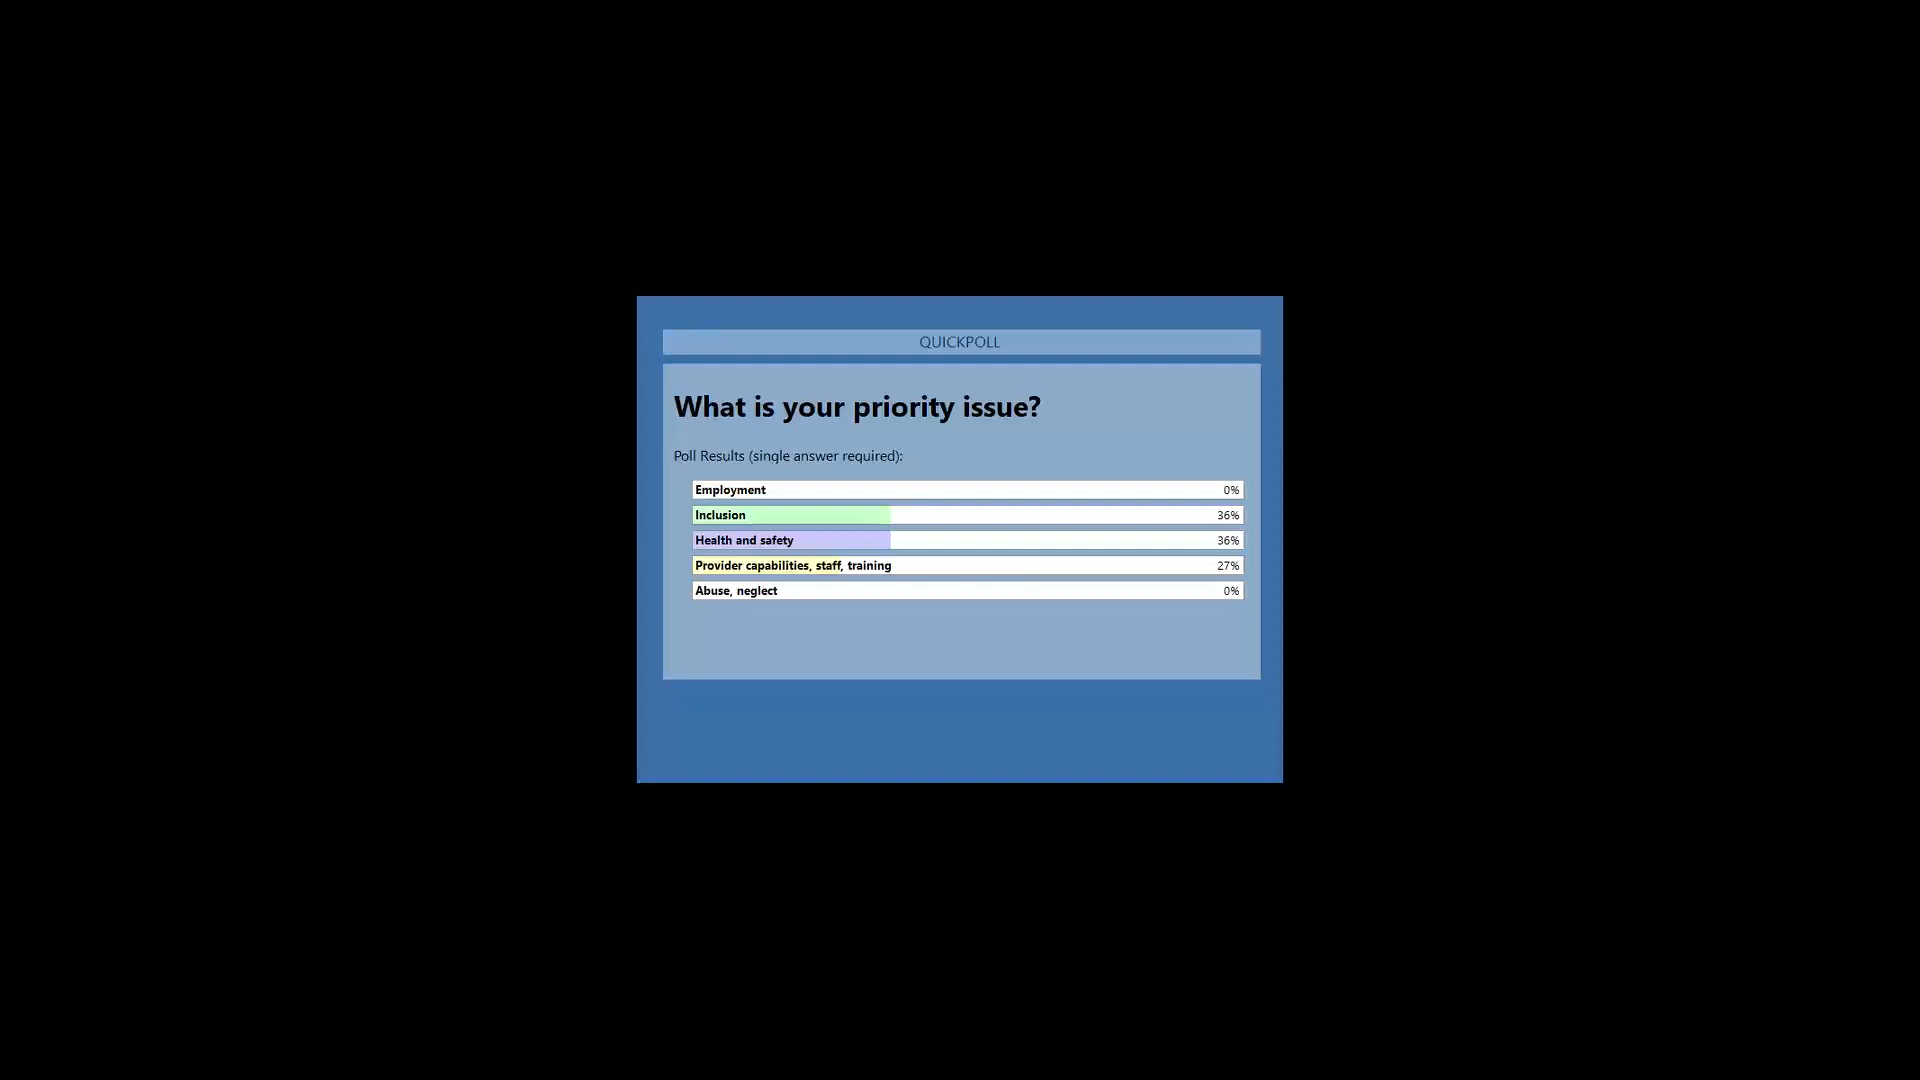 QUICKPOLL
What is your priority issue?
Poll Results (single answer required):
Employment 0%
Inclusion 36%
Health and safety 36%
Provider capabilities, staff, training 27%
Abuse, neglect 0%